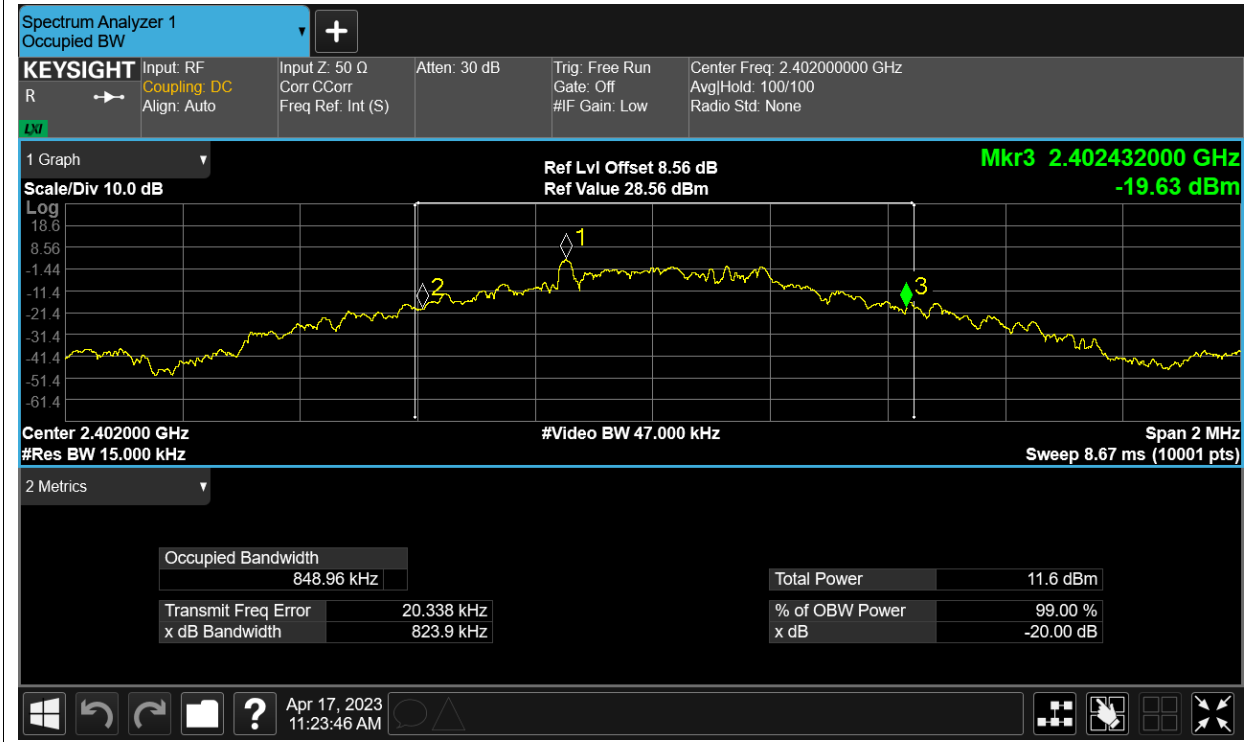 Spectrum Analyzer 1
Occupied BW
KEYSIGHT
R
LXI
Input: RF
Coupling: DC
Align: Auto
Input Z: 50 Ω
Corr CCorr
Freq Ref: Int (S)
Atten: 30 dB
Trig: Free Run
Gate: Off
#IF Gain: Low
Center Freq: 2.402000000 GHz
Avg|Hold: 100/100
Radio Std: None
1 Graph
Scale/Div 10.0 dB
Ref Lvl Offset 8.56 dB
Ref Value 28.56 dBm
Mkr3 2.402432000 GHz
-19.63 dBm
Log
18.6
8.56
-1.44
-11.4
-21.4
-31.4
-41.4
-51.4
-61.4
1
2
3
Center 2.402000 GHz
#Res BW 15.000 kHz
#Video BW 47.000 kHz
Span 2 MHz
Sweep 8.67 ms (10001 pts)
2 Metrics
Occupied Bandwidth
848.96 kHz
Transmit Freq Error 20.338 kHz
x dB Bandwidth 823.9 kHz
Total Power 11.6 dBm
% of OBW Power 99.00 %
x dB -20.00 dB
?
Apr 17, 2023
11:23:46 AM